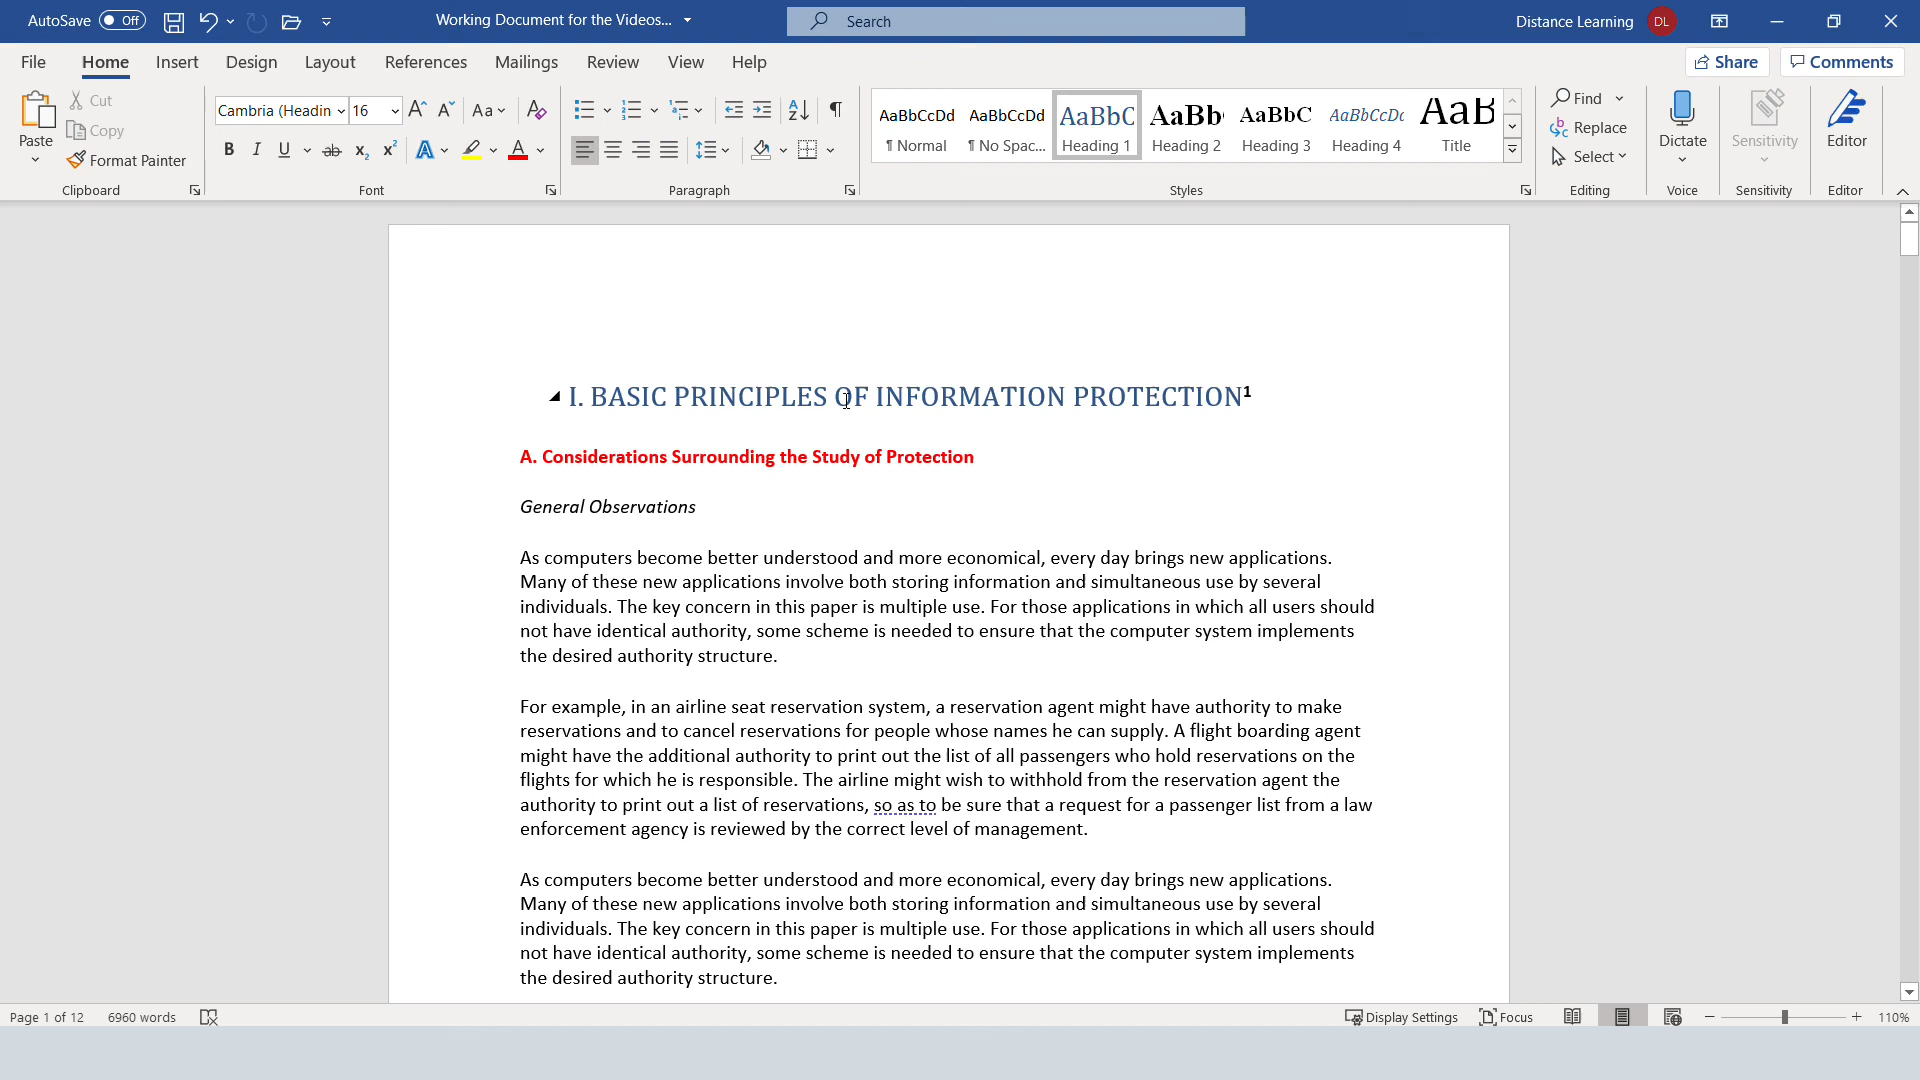 AutoSave Off Working Document for the Videos... Search Distance Learning DL
File Home Insert Design Layout References Mailings Review View Help Share Comments
Paste Cut Copy Format Painter Clipboard
Cambria (Headin 16 Aa
B I U ab x₂ x² A A Font
Paragraph
AaBbCcDd AaBbCcDd AaBbC AaBb AaBbC AaBbCcDc AaB
¶ Normal ¶ No Spac... Heading 1 Heading 2 Heading 3 Heading 4 Title
Styles
Find
Replace
Select
Editing
Dictate
Voice
Sensitivity
Sensitivity
Editor
Editor
I. BASIC PRINCIPLES OF INFORMATION PROTECTION¹
A. Considerations Surrounding the Study of Protection
General Observations
As computers become better understood and more economical, every day brings new applications.
Many of these new applications involve both storing information and simultaneous use by several
individuals. The key concern in this paper is multiple use. For those applications in which all users should
not have identical authority, some scheme is needed to ensure that the computer system implements
the desired authority structure.
For example, in an airline seat reservation system, a reservation agent might have authority to make
reservations and to cancel reservations for people whose names he can supply. A flight boarding agent
might have the additional authority to print out the list of all passengers who hold reservations on the
flights for which he is responsible. The airline might wish to withhold from the reservation agent the
authority to print out a list of reservations, so as to be sure that a request for a passenger list from a law
enforcement agency is reviewed by the correct level of management.
As computers become better understood and more economical, every day brings new applications.
Many of these new applications involve both storing information and simultaneous use by several
individuals. The key concern in this paper is multiple use. For those applications in which all users should
not have identical authority, some scheme is needed to ensure that the computer system implements
the desired authority structure.
Page 1 of 12 6960 words Display Settings Focus 110%